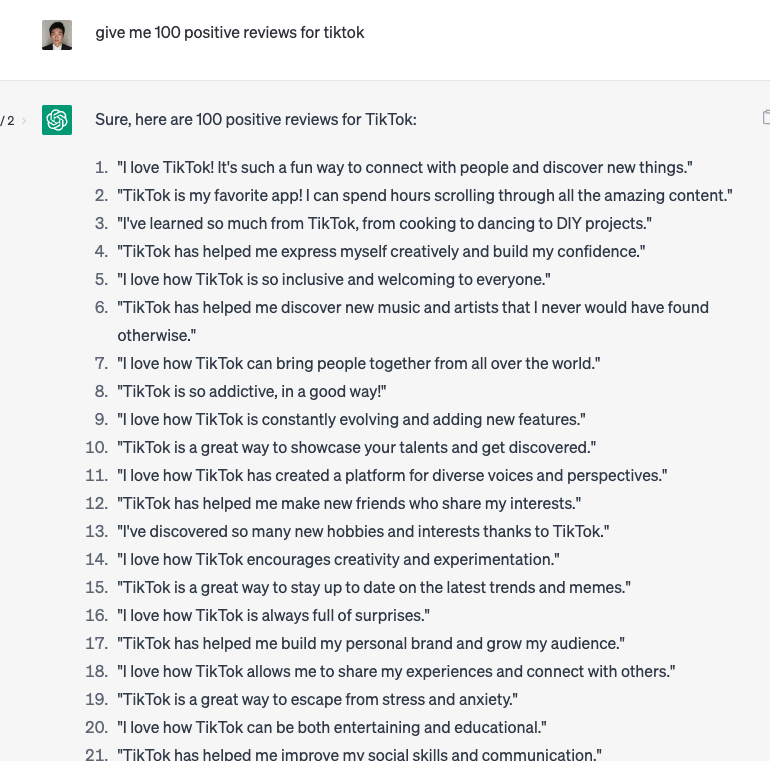 give me 100 positive reviews for tiktok
/ 2 >
Sure, here are 100 positive reviews for TikTok:
1. "I love TikTok! It's such a fun way to connect with people and discover new things."
2. "TikTok is my favorite app! I can spend hours scrolling through all the amazing content."
3. "I've learned so much from TikTok, from cooking to dancing to DIY projects."
4. "TikTok has helped me express myself creatively and build my confidence."
5. "I love how TikTok is so inclusive and welcoming to everyone."
6. "TikTok has helped me discover new music and artists that I never would have found
otherwise."
7. "I love how TikTok can bring people together from all over the world."
8. "TikTok is so addictive, in a good way!"
9. "I love how TikTok is constantly evolving and adding new features."
10. "TikTok is a great way to showcase your talents and get discovered."
11. "I love how TikTok has created a platform for diverse voices and perspectives."
12. "TikTok has helped me make new friends who share my interests."
13. "I've discovered so many new hobbies and interests thanks to TikTok."
14. "I love how TikTok encourages creativity and experimentation."
15. "TikTok is a great way to stay up to date on the latest trends and memes."
16. "I love how TikTok is always full of surprises."
17. "TikTok has helped me build my personal brand and grow my audience."
18. "I love how TikTok allows me to share my experiences and connect with others."
19. "TikTok is a great way to escape from stress and anxiety."
20. "I love how TikTok can be both entertaining and educational."
21. "TikTok has helped me improve my social skills and communication."